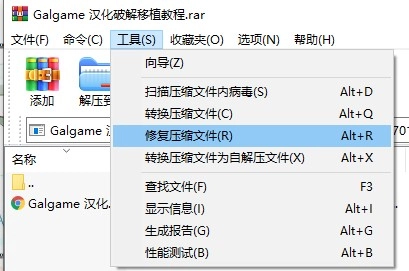 Galgame 汉化破解移植教程.rar
文件(F) 命令(C) 工具(S) 收藏夹(O) 选项(N) 帮助(H)
向导(Z)
扫描压缩文件内病毒(S) Alt+D
转换压缩文件(C) Alt+Q
修复压缩文件(R) Alt+R
转换压缩文件为自解压文件(X) Alt+X
查找文件(F) F3
显示信息(I) Alt+I
生成报告(G) Alt+G
性能测试(B) Alt+B
添加 解压到
Galgame
名称
..
Galgame 汉化